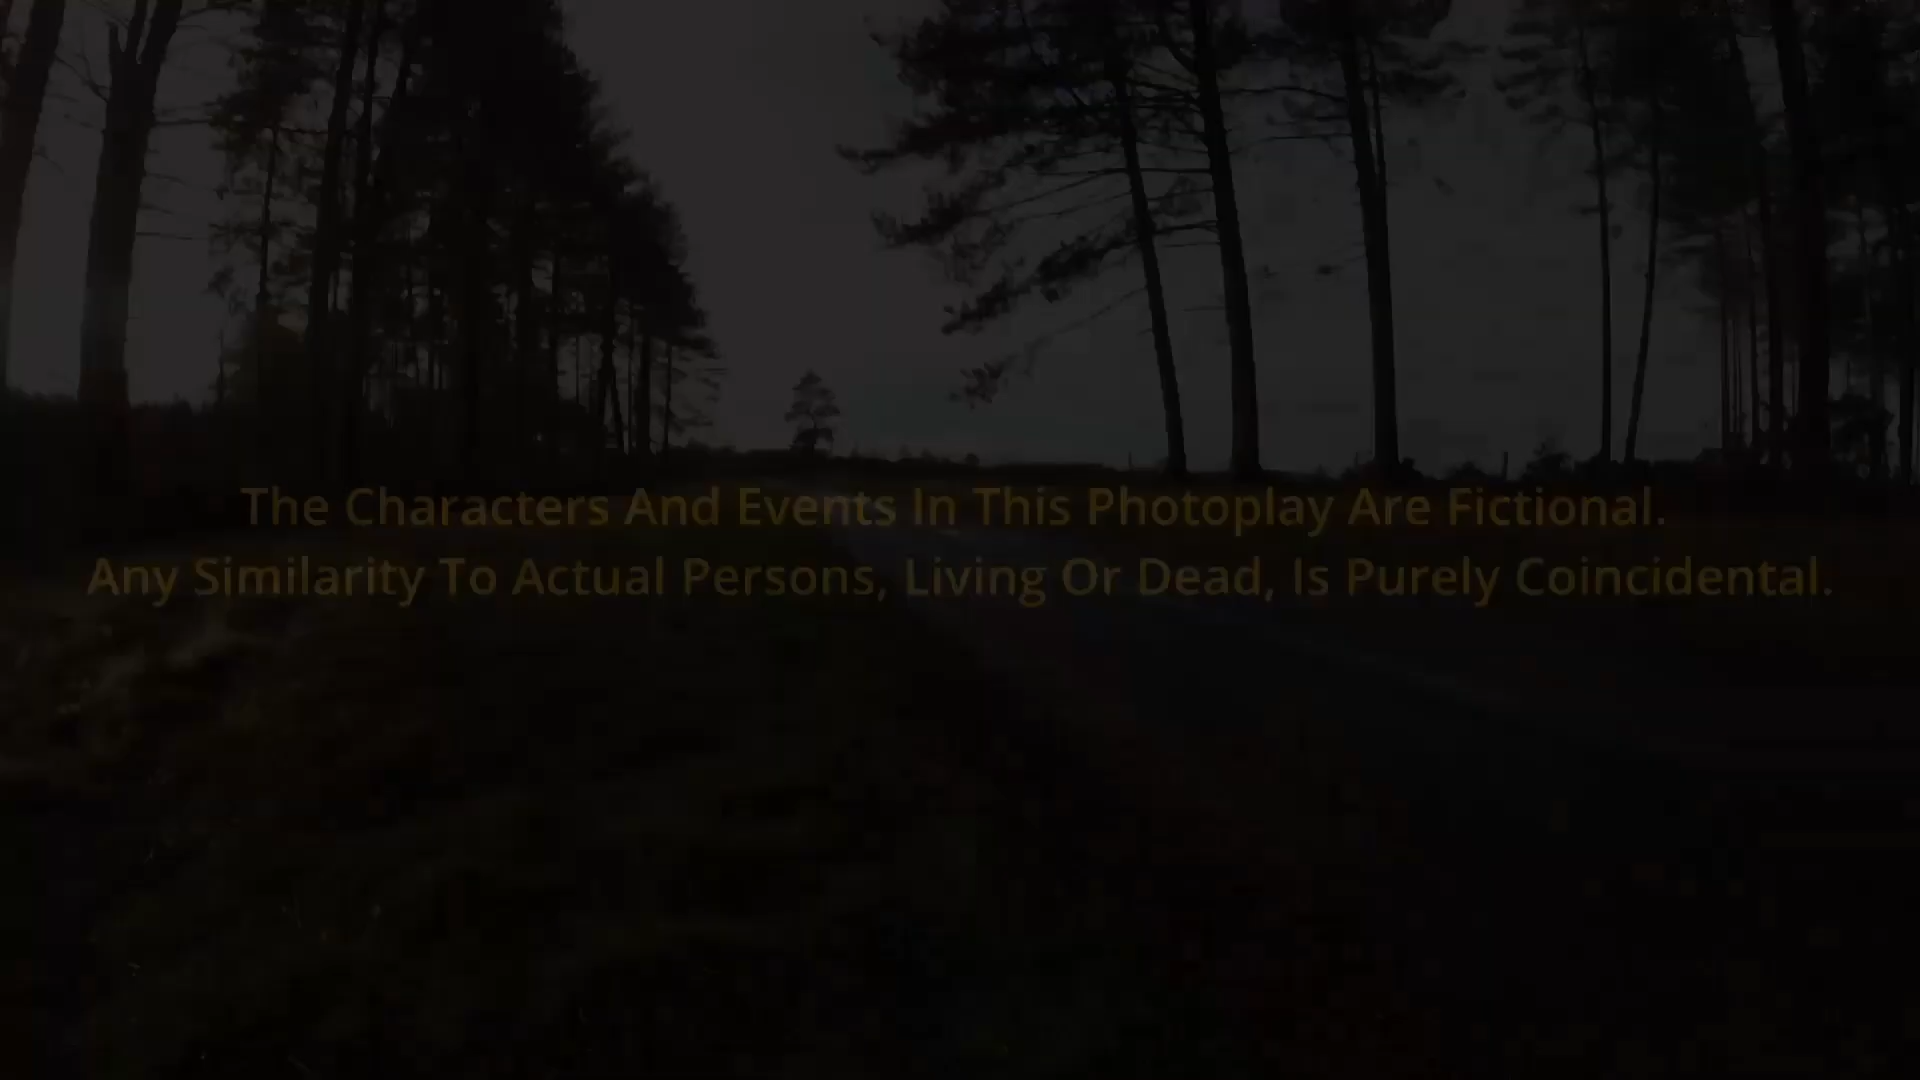 The Characters And Events In This Photoplay Are Fictional.
Any Similarity To Actual Persons, Living Or Dead, Is Purely Coincidental.